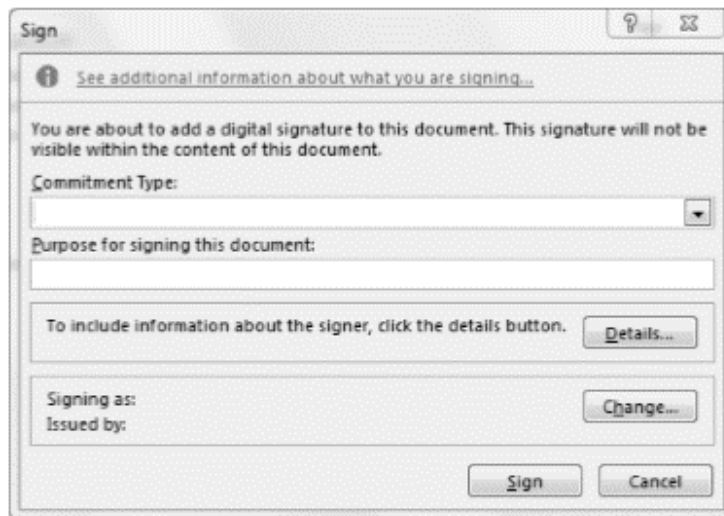 Sign
See additional information about what you are signing...
You are about to add a digital signature to this document. This signature will not be
visible within the content of this document.
Commitment Type:
Purpose for signing this document:
To include information about the signer, click the details button.
Details...
Signing as:
Issued by:
Change...
Sign
Cancel